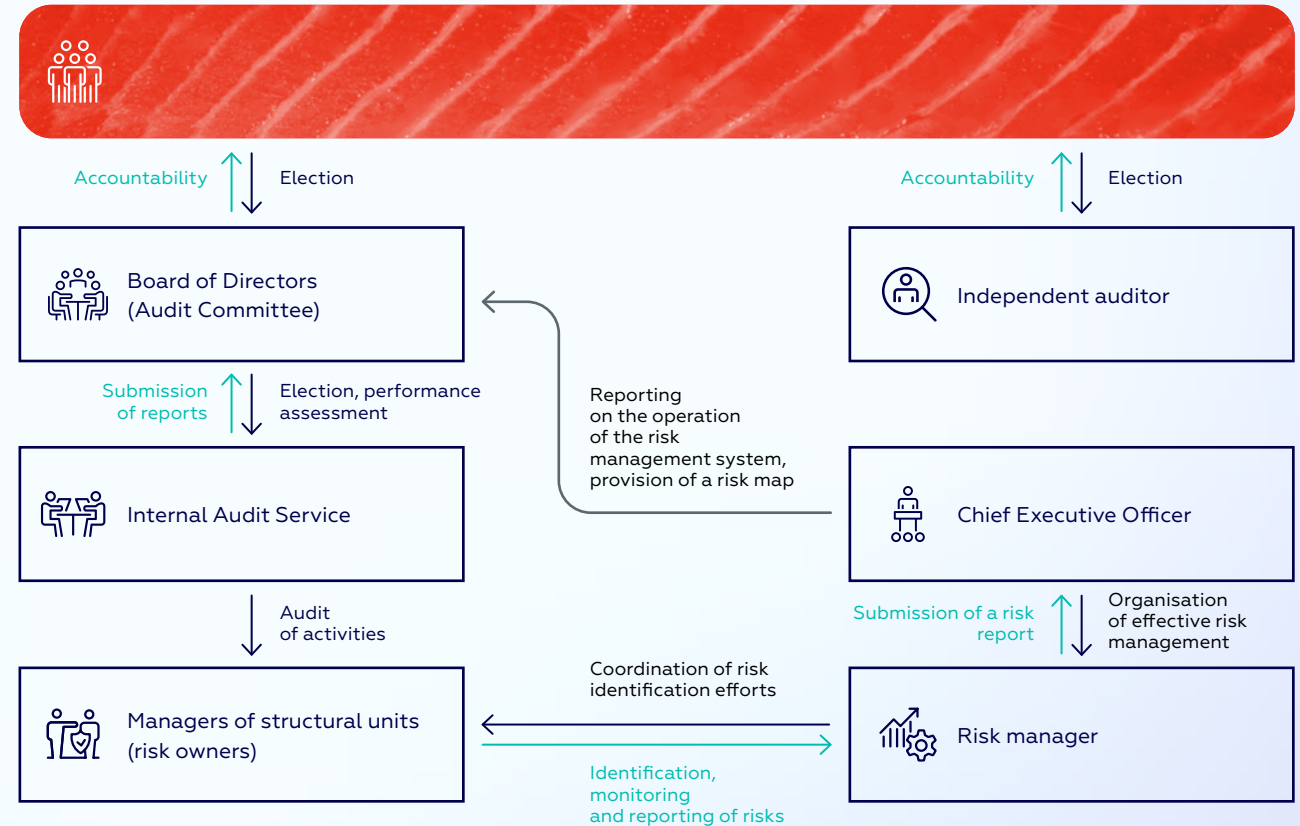 Accountability
Election
Accountability
Election
Board of Directors
(Audit Committee)
Independent auditor
Submission
of reports
Election, performance
assessment
Reporting
on the operation
of the risk
management system,
provision of a risk map
Internal Audit Service
Chief Executive Officer
Audit
of activities
Submission of a risk
report
Organisation
of effective risk
management
Coordination of risk
identification efforts
Managers of structural units
(risk owners)
Risk manager
Identification,
monitoring
and reporting of risks